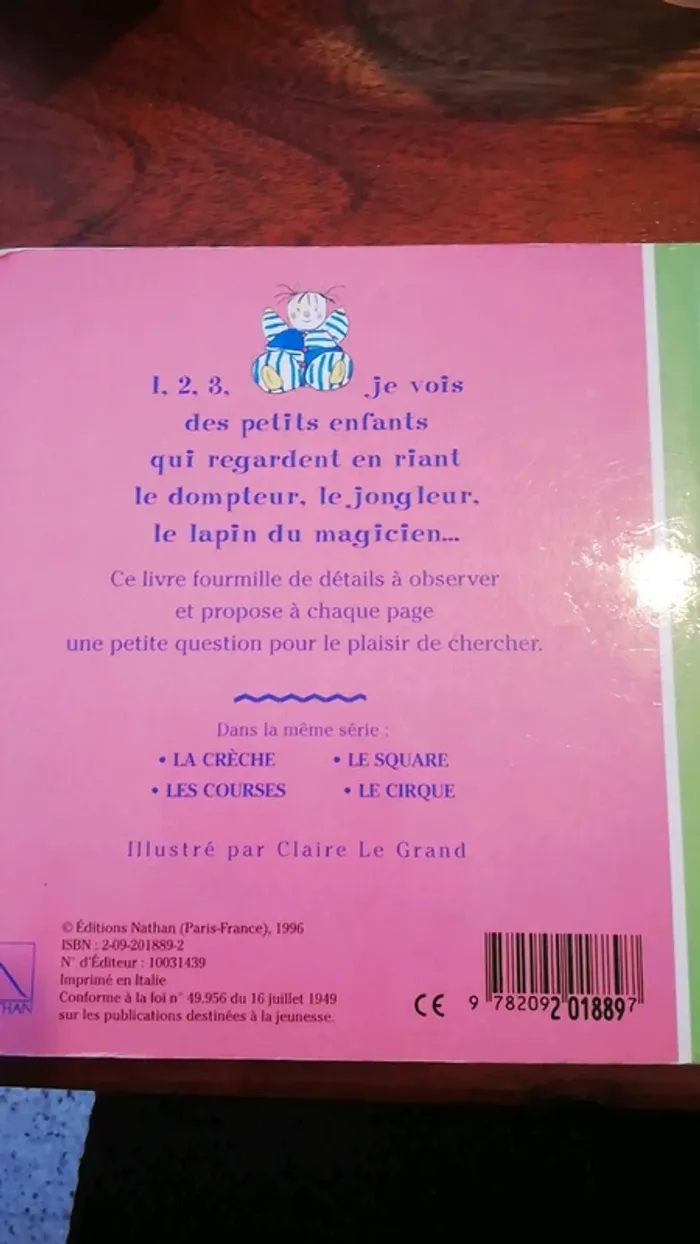 1, 2, 3, je vois
des petits enfants
qui regardent en riant
le dompteur, le jongleur,
le lapin du magicien...
Ce livre fourmille de détails à observer
et propose à chaque page
une petite question pour le plaisir de chercher.
Dans la même série :
• LA CRÈCHE • LE SQUARE
• LES COURSES • LE CIRQUE
Illustré par Claire Le Grand
© Éditions Nathan (Paris-France), 1996
ISBN : 2-09-201889-2
N° d'Éditeur : 10031439
Imprimé en Italie
Conforme à la loi n° 49.956 du 16 juillet 1949
sur les publications destinées à la jeunesse.
CE 9 782092 018897